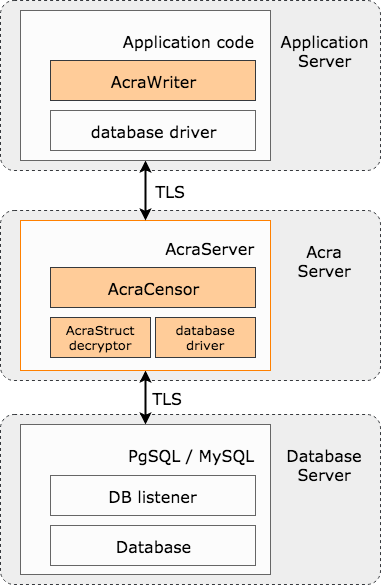 Application code
Application
Server
AcraWriter
database driver
TLS
AcraServer
Acra
Server
AcraCensor
AcraStruct
decryptor
database
driver
TLS
PgSQL / MySQL
Database
Server
DB listener
Database